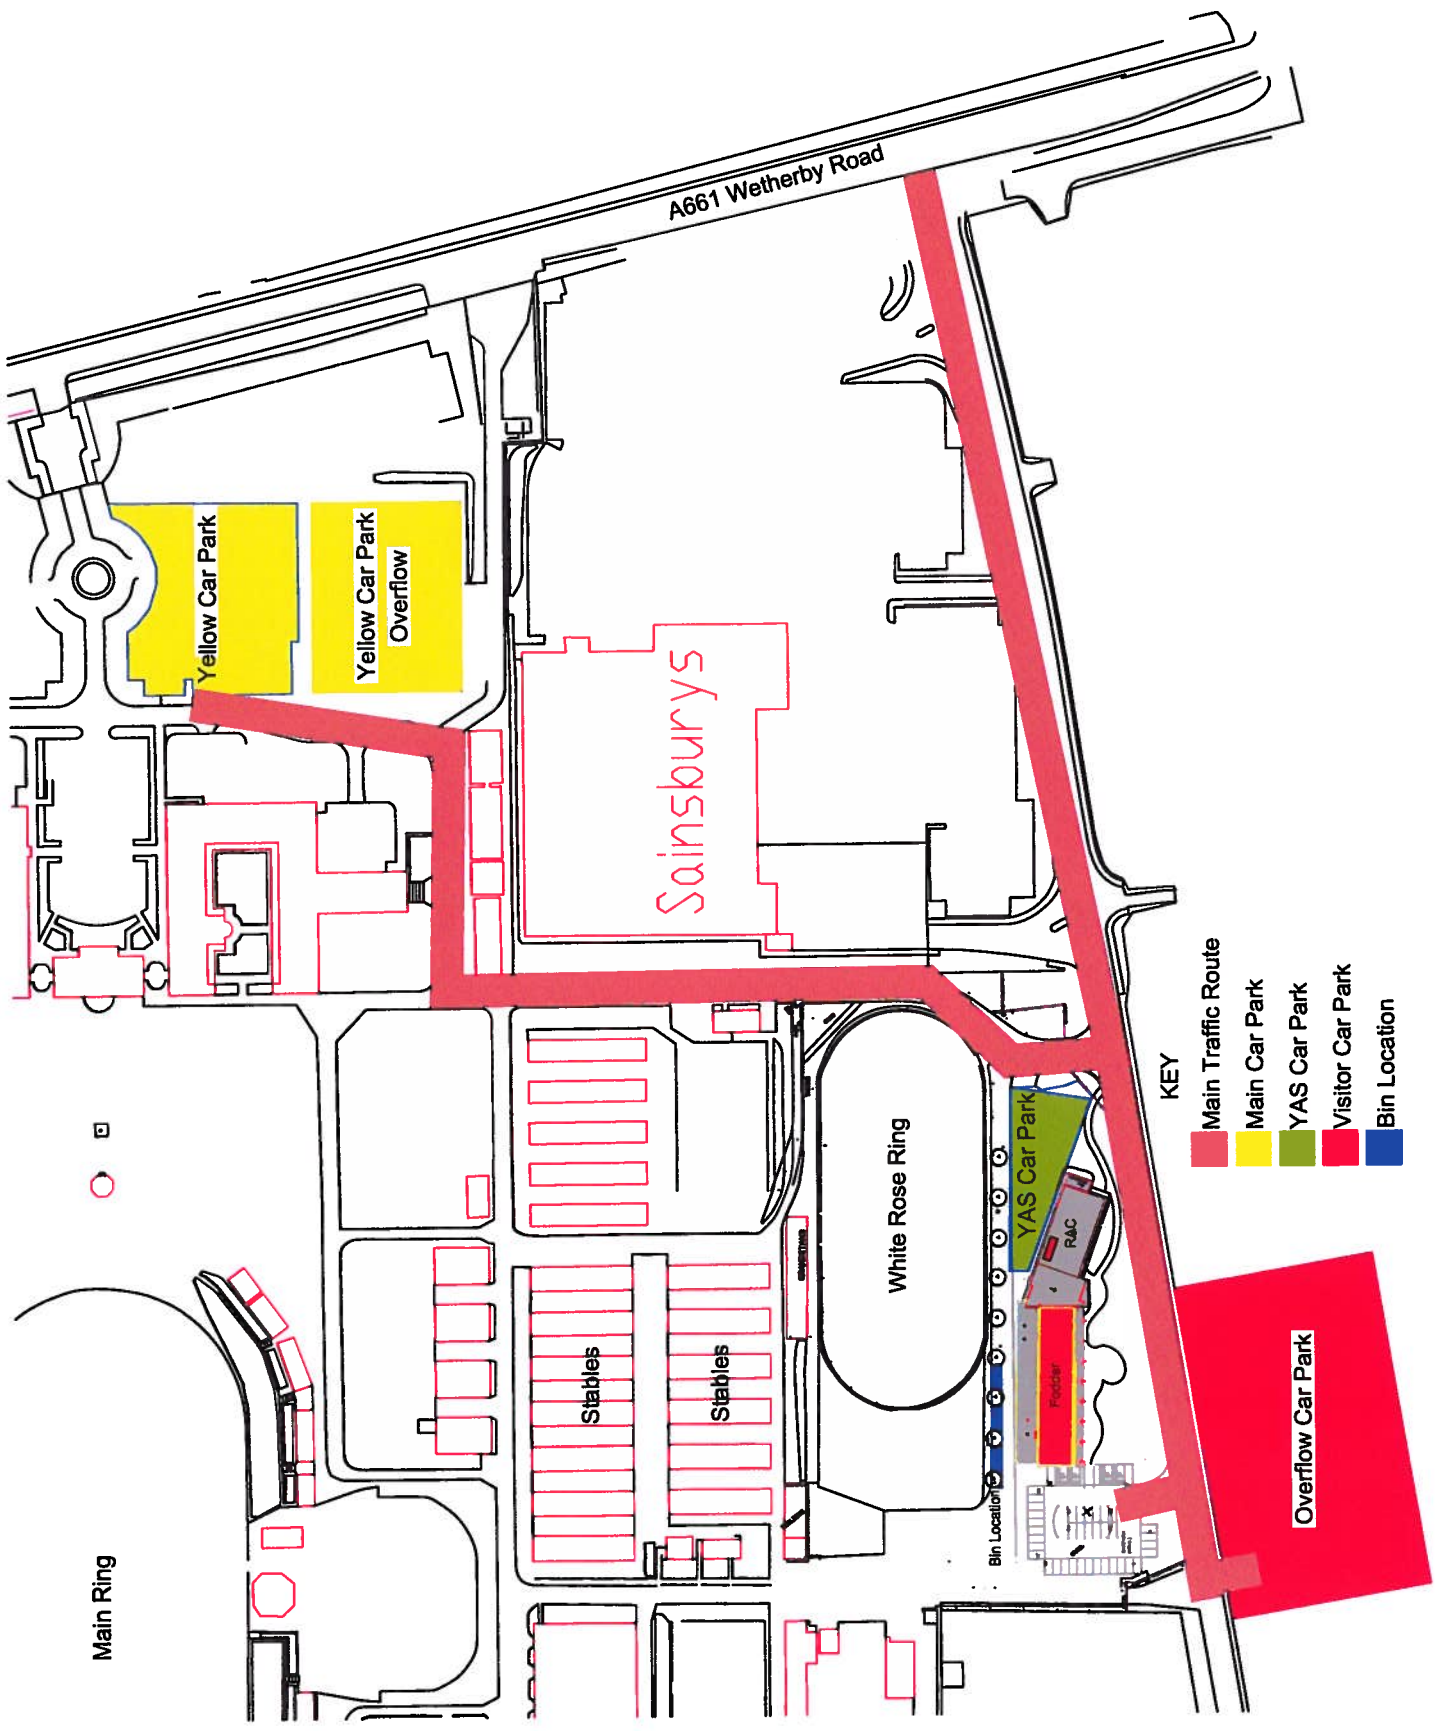 A661 Wetherby Road
Yellow Car Park
Yellow Car Park
Overflow
Sainsburys
White Rose Ring
YAS Car Park
RAC
Fodder
Stables
Stables
Main Ring
Bin Location
Overflow Car Park
KEY
Main Traffic Route
Main Car Park
YAS Car Park
Visitor Car Park
Bin Location